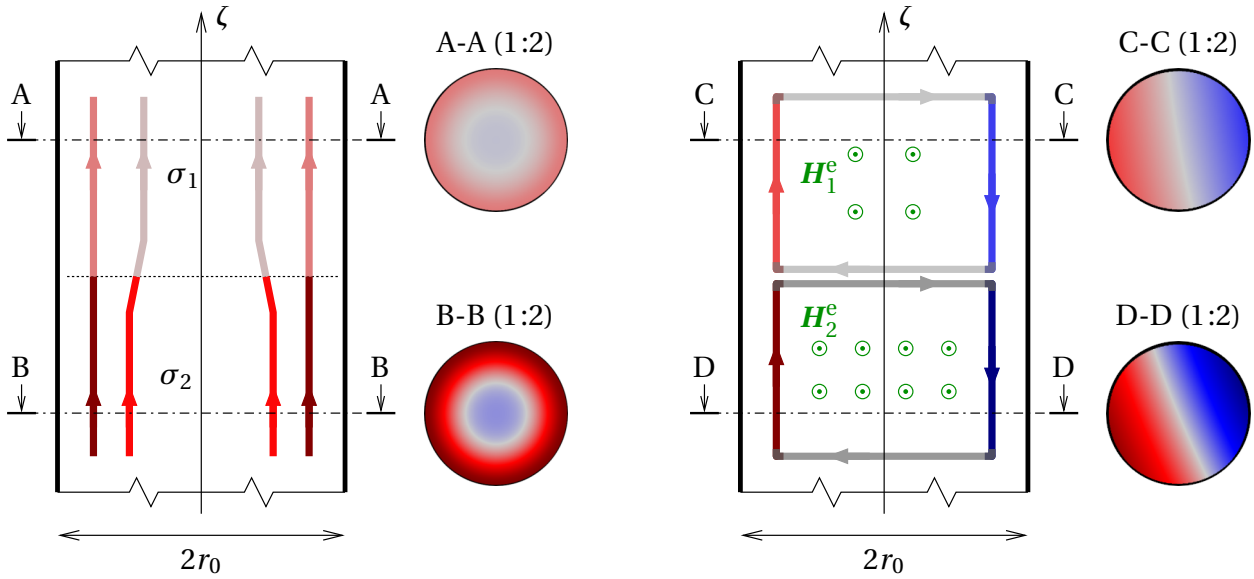 ζ
A-A (1:2)
A
A
σ₁
B-B (1:2)
B
B
σ₂
2r₀
ζ
C-C (1:2)
C
C
H₁ᵉ
H₂ᵉ
D-D (1:2)
D
D
2r₀